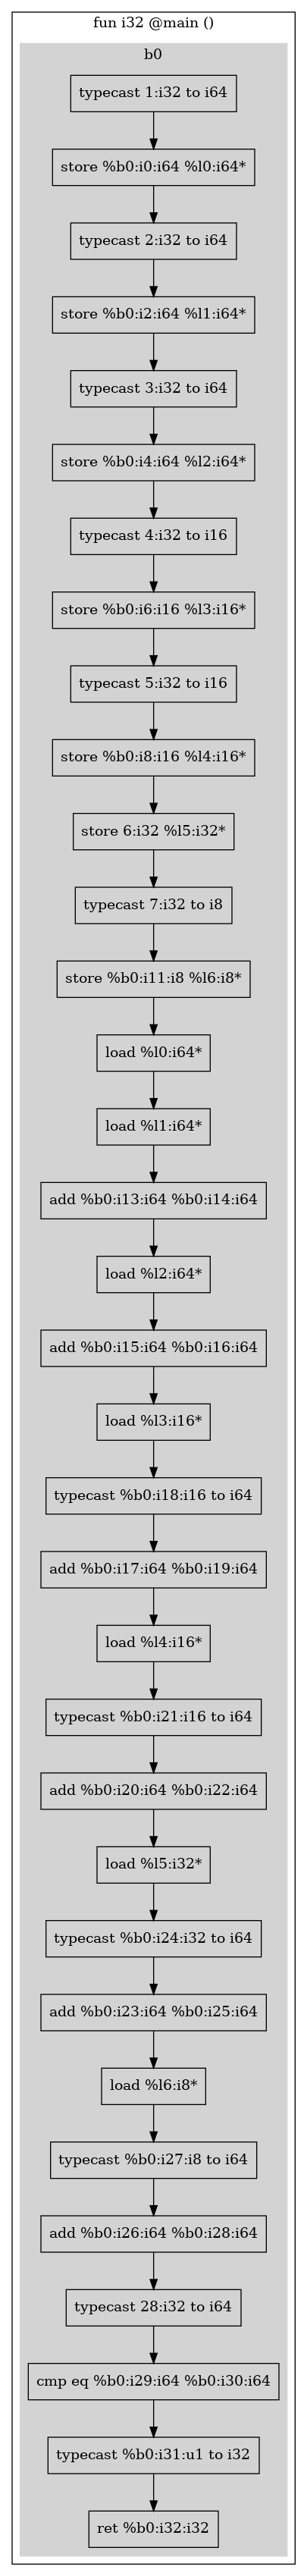 fun i32 @main ()
b0
typecast 1:i32 to i64
store %b0:i0:i64 %l0:i64*
typecast 2:i32 to i64
store %b0:i2:i64 %l1:i64*
typecast 3:i32 to i64
store %b0:i4:i64 %l2:i64*
typecast 4:i32 to i16
store %b0:i6:i16 %l3:i16*
typecast 5:i32 to i16
store %b0:i8:i16 %l4:i16*
store 6:i32 %l5:i32*
typecast 7:i32 to i8
store %b0:i11:i8 %l6:i8*
load %l0:i64*
load %l1:i64*
add %b0:i13:i64 %b0:i14:i64
load %l2:i64*
add %b0:i15:i64 %b0:i16:i64
load %l3:i16*
typecast %b0:i18:i16 to i64
add %b0:i17:i64 %b0:i19:i64
load %l4:i16*
typecast %b0:i21:i16 to i64
add %b0:i20:i64 %b0:i22:i64
load %l5:i32*
typecast %b0:i24:i32 to i64
add %b0:i23:i64 %b0:i25:i64
load %l6:i8*
typecast %b0:i27:i8 to i64
add %b0:i26:i64 %b0:i28:i64
typecast 28:i32 to i64
cmp eq %b0:i29:i64 %b0:i30:i64
typecast %b0:i31:u1 to i32
ret %b0:i32:i32